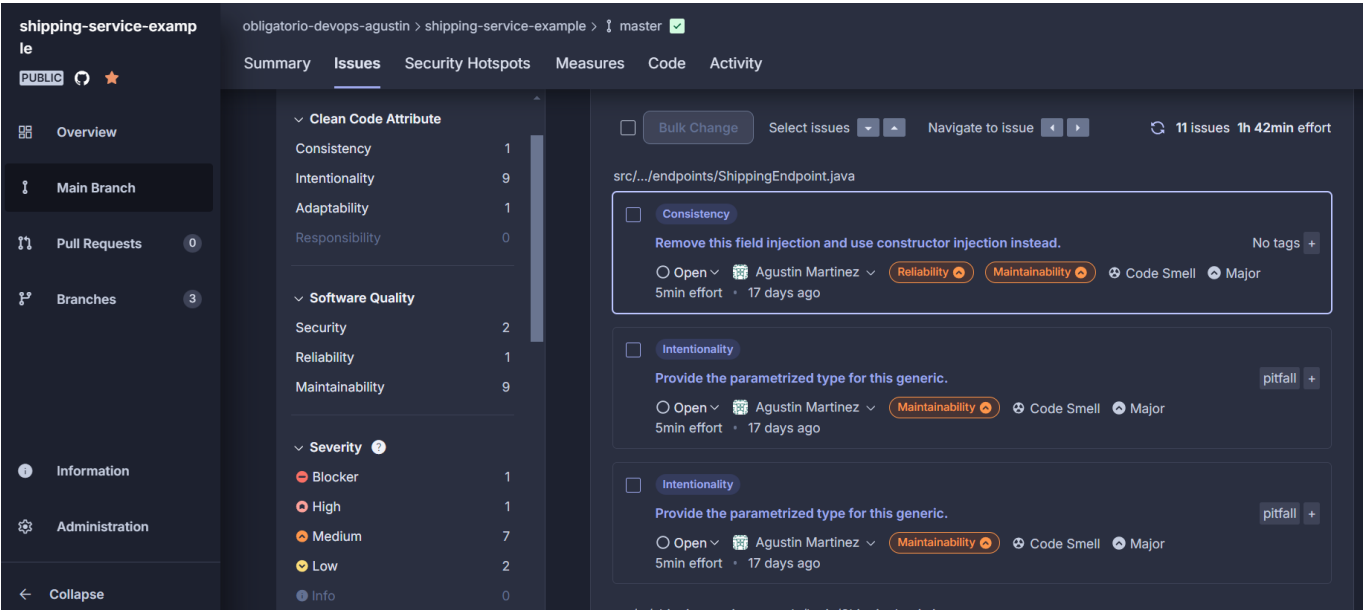 shipping-service-examp
le
PUBLIC
Overview
Main Branch
Pull Requests 0
Branches 3
Information
Administration
Collapse
obligatorio-devops-agustin > shipping-service-example > master
Summary Issues Security Hotspots Measures Code Activity
Clean Code Attribute
Consistency 1
Intentionality 9
Adaptability 1
Responsibility 0
Software Quality
Security 2
Reliability 1
Maintainability 9
Severity ?
Blocker 1
High 1
Medium 7
Low 2
Info 0
Bulk Change Select issues Navigate to issue 11 issues 1h 42min effort
src/.../endpoints/ShippingEndpoint.java
Consistency
Remove this field injection and use constructor injection instead. No tags +
Open Agustin Martinez Reliability Maintainability Code Smell Major
5min effort • 17 days ago
Intentionality
Provide the parametrized type for this generic. pitfall +
Open Agustin Martinez Maintainability Code Smell Major
5min effort • 17 days ago
Intentionality
Provide the parametrized type for this generic. pitfall +
Open Agustin Martinez Maintainability Code Smell Major
5min effort • 17 days ago